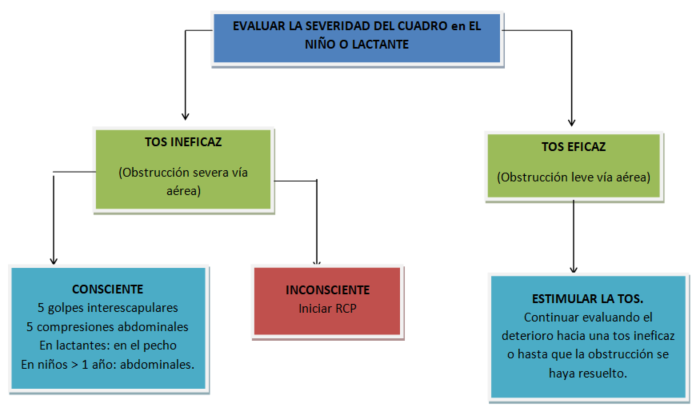 EVALUAR LA SEVERIDAD DEL CUADRO en EL
NIÑO O LACTANTE
TOS INEFICAZ
(Obstrucción severa vía
aérea)
TOS EFICAZ
(Obstrucción leve vía aérea)
CONSCIENTE
5 golpes interescapulares
5 compresiones abdominales
En lactantes: en el pecho
En niños > 1 año: abdominales.
INCONSCIENTE
Iniciar RCP
ESTIMULAR LA TOS.
Continuar evaluando el
deterioro hacia una tos ineficaz
o hasta que la obstrucción se
haya resuelto.